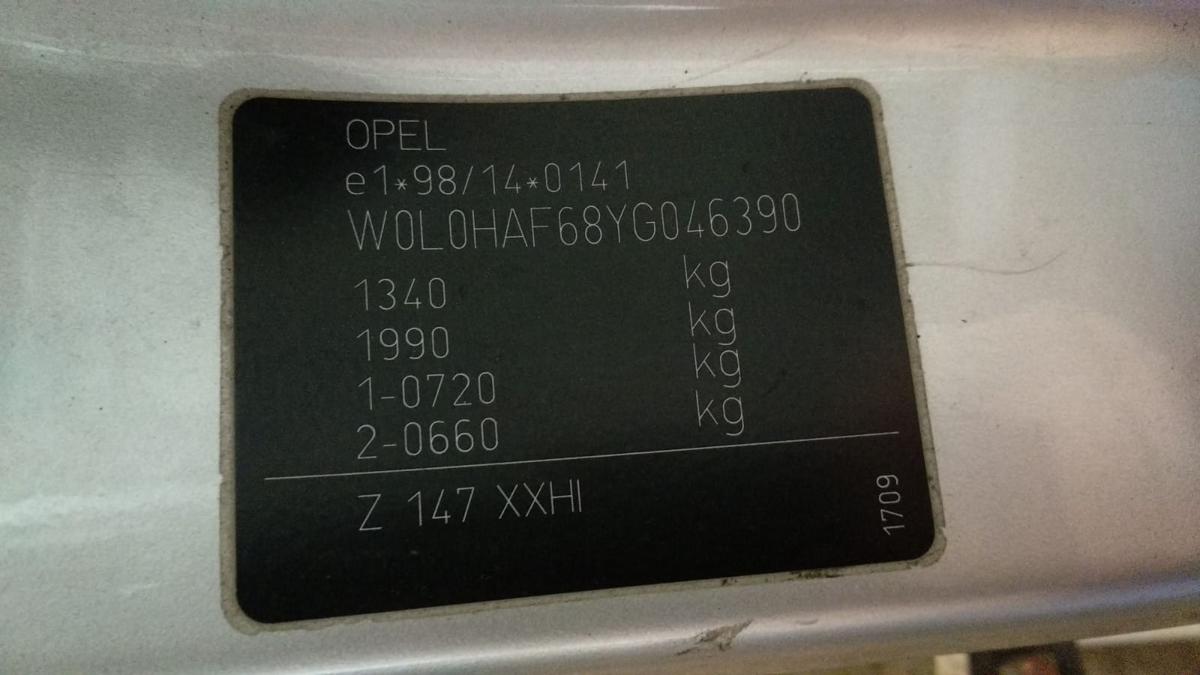 OPEL
e1*98/14*0141
W0L0HAF68YG046390
1340 kg
1990 kg
1-0720 kg
2-0660 kg
Z 147 XXHI
1709